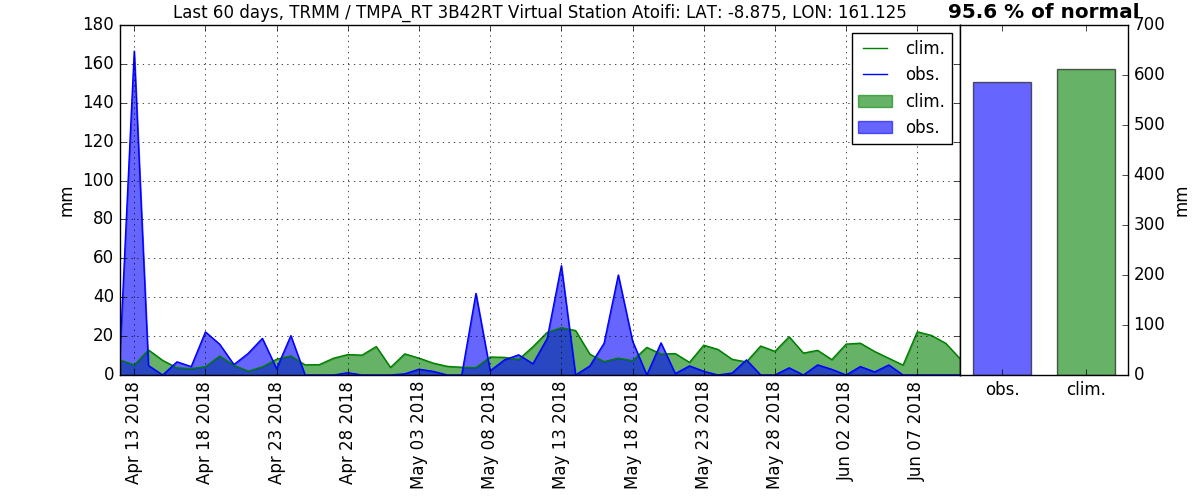 Last 60 days, TRMM / TMPA_RT 3B42RT Virtual Station Atoifi: LAT: -8.875, LON: 161.125
95.6 % of normal
180
160
140
120
100
80
60
40
20
0
mm
clim.
obs.
clim.
obs.
Apr 13 2018
Apr 18 2018
Apr 23 2018
Apr 28 2018
May 03 2018
May 08 2018
May 13 2018
May 18 2018
May 23 2018
May 28 2018
Jun 02 2018
Jun 07 2018
700
600
500
400
300
200
100
0
mm
obs.
clim.